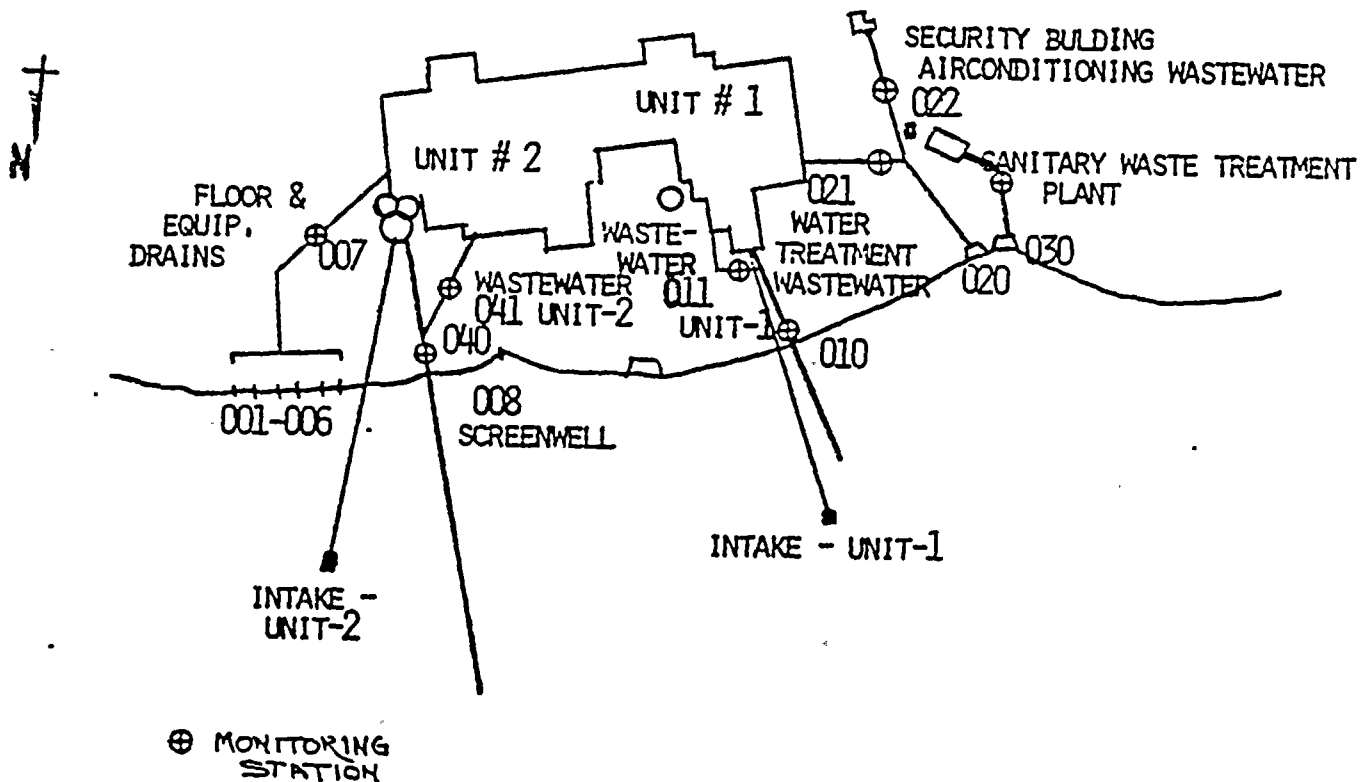 SECURITY BULDING
AIRCONDITIONING WASTEWATER
022
UNIT # 1
UNIT # 2
SANITARY WASTE TREATMENT
PLANT
N
FLOOR &
EQUIP.
DRAINS
007
021
WATER
TREATMENT
WASTEWATER
WASTE-
WATER
011
UNIT-1
030
020
WASTEWATER
041 UNIT-2
040
010
001-006
008
SCREENWELL
INTAKE - UNIT-1
INTAKE -
UNIT-2
⊕ MONITORING
STATION